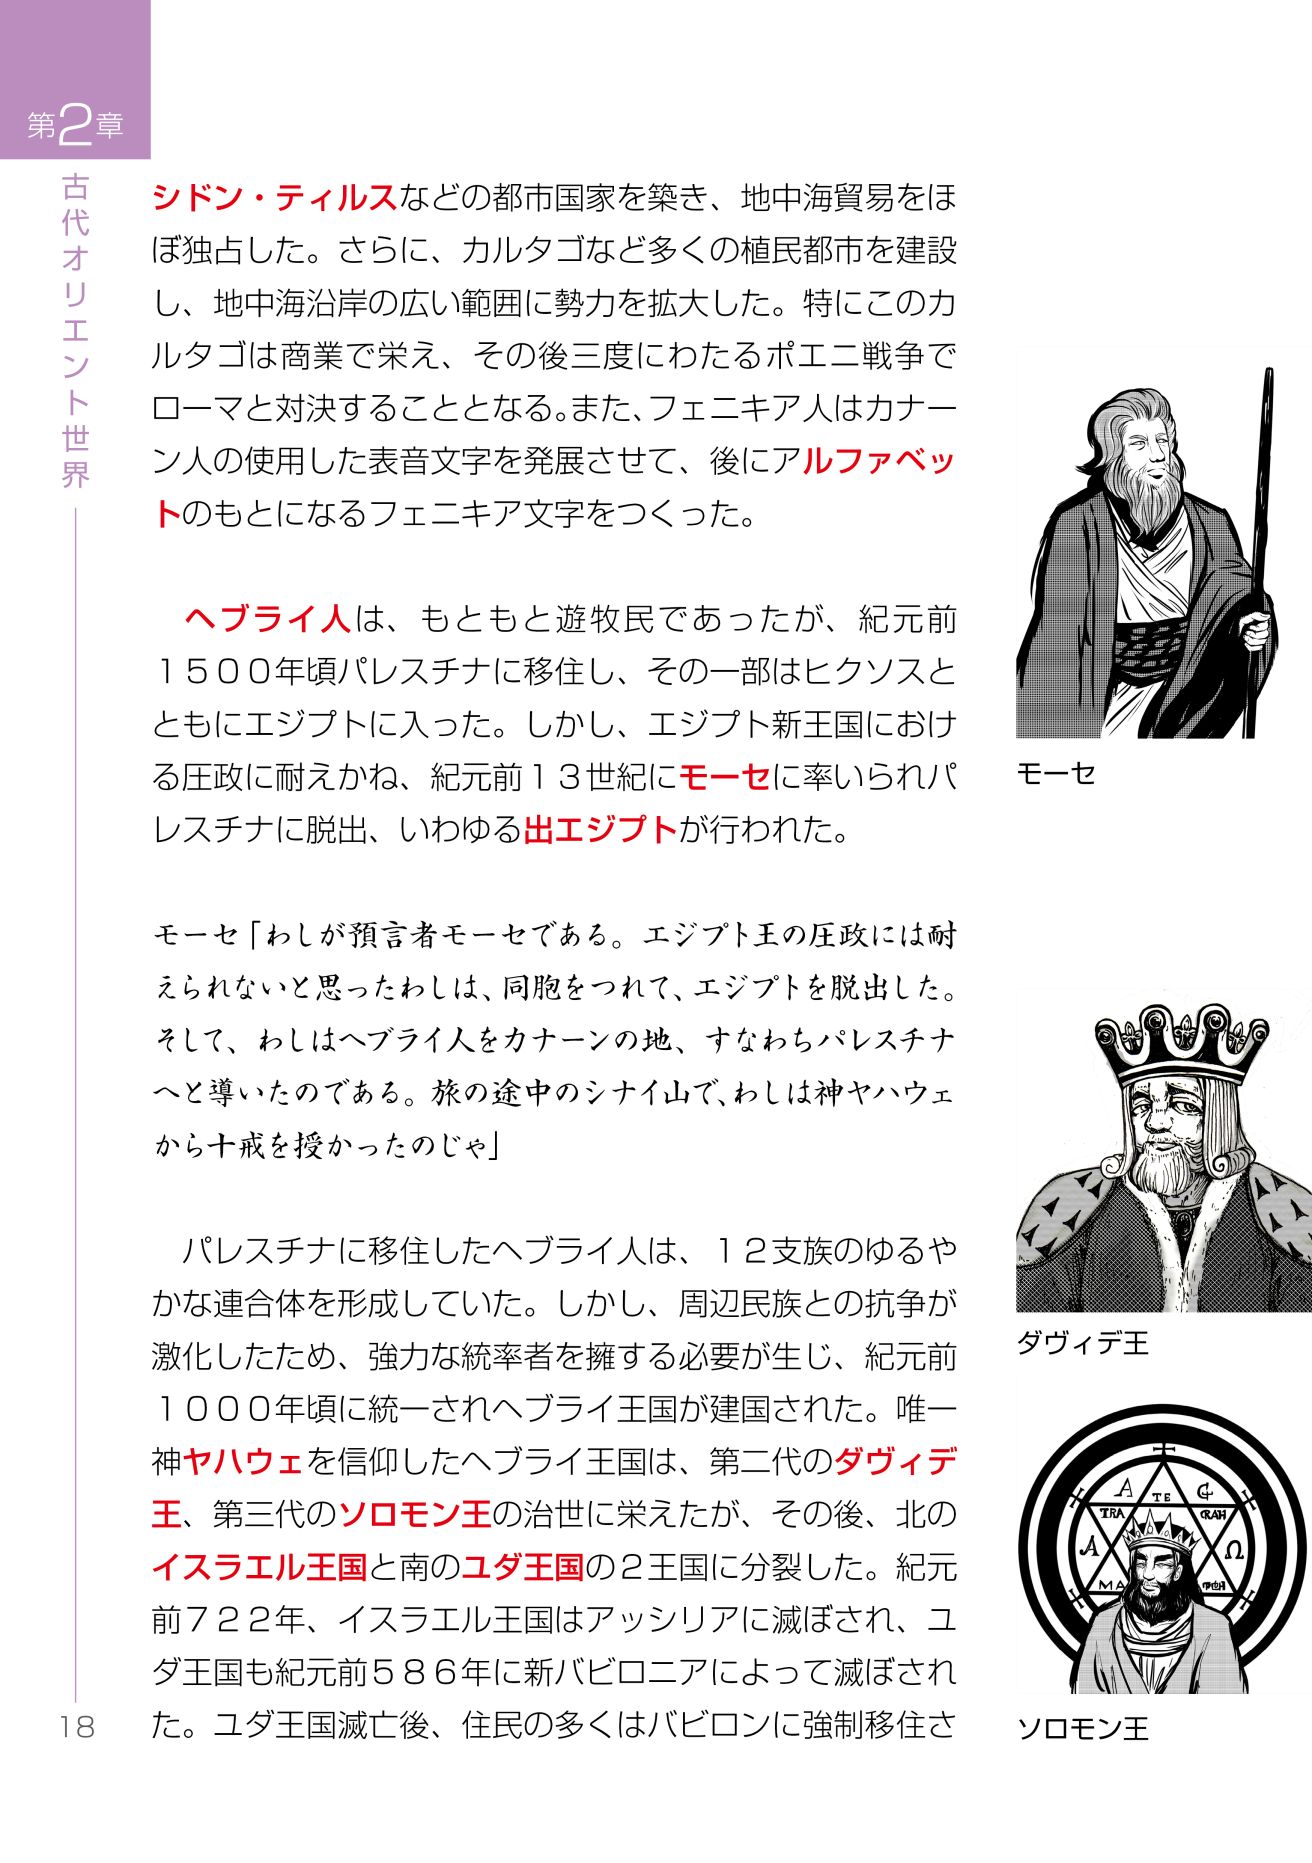 第2章
古代オリエント世界
シドン・ティルスなどの都市国家を築き、地中海貿易をほ
ぼ独占した。さらに、カルタゴなど多くの植民都市を建設
し、地中海沿岸の広い範囲に勢力を拡大した。特にこのカ
ルタゴは商業で栄え、その後三度にわたるポエニ戦争で
ローマと対決することとなる。また、フェニキア人はカナー
ン人の使用した表音文字を発展させて、後にアルファベッ
トのもとになるフェニキア文字をつくった。
ヘブライ人は、もともと遊牧民であったが、紀元前
１５００年頃パレスチナに移住し、その一部はヒクソスと
ともにエジプトに入った。しかし、エジプト新王国におけ
る圧政に耐えかね、紀元前１３世紀にモーセに率いられパ
レスチナに脱出、いわゆる出エジプトが行われた。
モーセ「わしが預言者モーセである。エジプト王の圧政には耐
えられないと思ったわしは、同胞をつれて、エジプトを脱出した。
そして、わしはヘブライ人をカナーンの地、すなわちパレスチナ
へと導いたのである。旅の途中のシナイ山で、わしは神ヤハウェ
から十戒を授かったのじゃ」
パレスチナに移住したヘブライ人は、１２支族のゆるや
かな連合体を形成していた。しかし、周辺民族との抗争が
激化したため、強力な統率者を擁する必要が生じ、紀元前
１０００年頃に統一されヘブライ王国が建国された。唯一
神ヤハウェを信仰したヘブライ王国は、第二代のダヴィデ
王、第三代のソロモン王の治世に栄えたが、その後、北の
イスラエル王国と南のユダ王国の２王国に分裂した。紀元
前７２２年、イスラエル王国はアッシリアに滅ぼされ、ユ
ダ王国も紀元前５８６年に新バビロニアによって滅ぼされ
た。ユダ王国滅亡後、住民の多くはバビロンに強制移住さ
モーセ
ダヴィデ王
A TE
TRA
A Ω
MA
ソロモン王
18